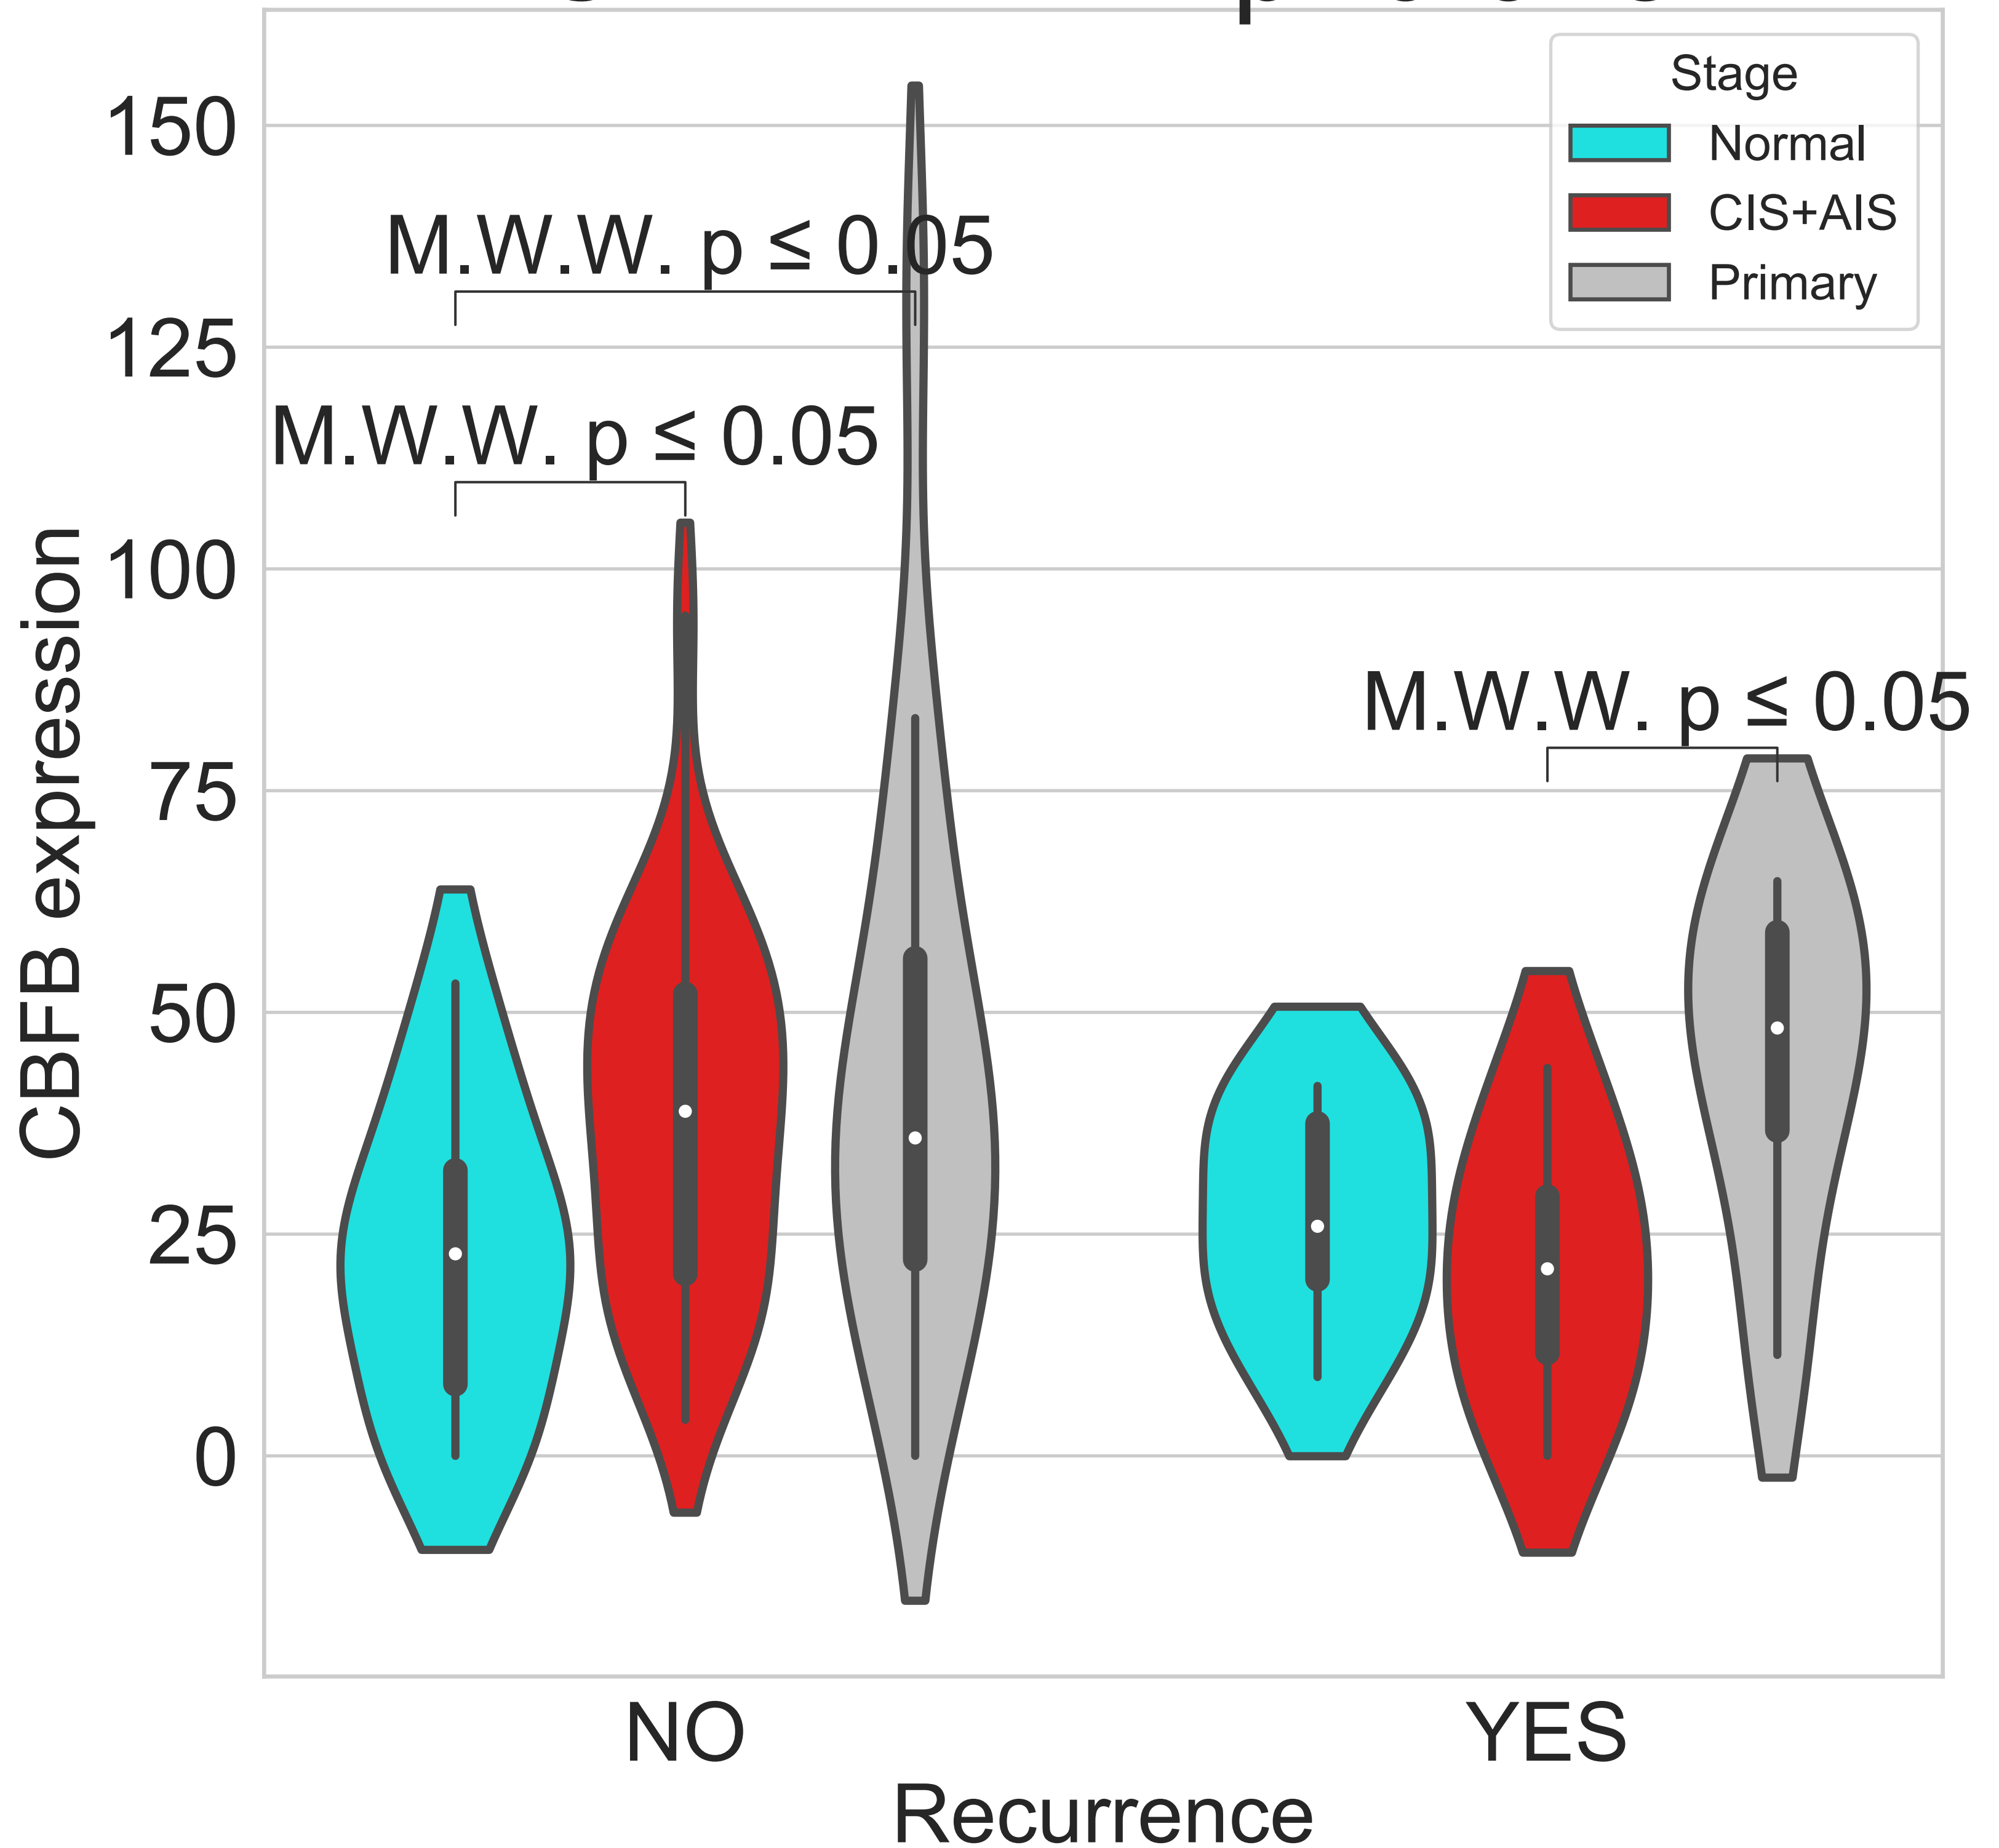 Stage
Normal
CIS+AIS
Primary
150
125
100
75
50
25
0
CBFB expression
M.W.W. p ≤ 0.05
M.W.W. p ≤ 0.05
M.W.W. p ≤ 0.05
NO
YES
Recurrence